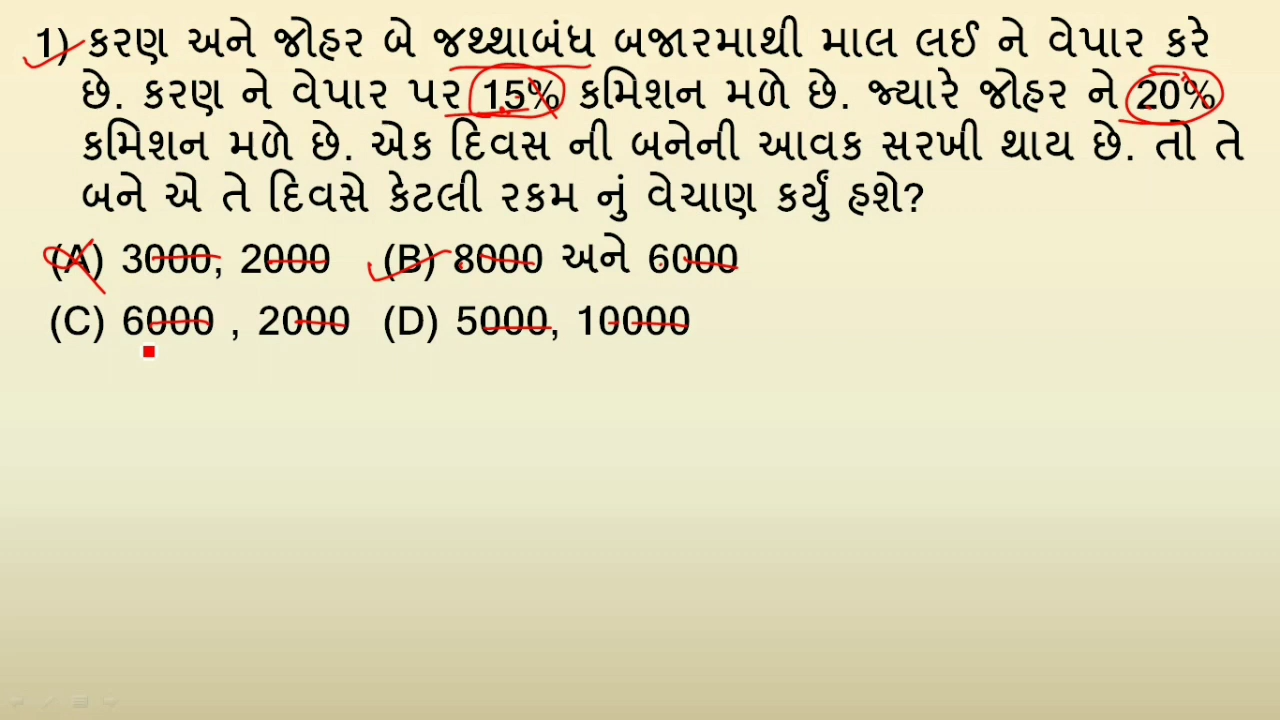 1) કરણ અને જોહર બે જથ્થાબંધ બજારમાથી માલ લઈ ને વેપાર કરે
છે. કરણ ને વેપાર પર 15% કમિશન મળે છે. જ્યારે જોહર ને 20%
કમિશન મળે છે. એક દિવસ ની બનેની આવક સરખી થાય છે. તો તે
બને એ તે દિવસે કેટલી રકમ નું વેચાણ કર્યું હશે?
(A) 3000, 2000 (B) 8000 અને 6000
(C) 6000 , 2000 (D) 5000, 10000